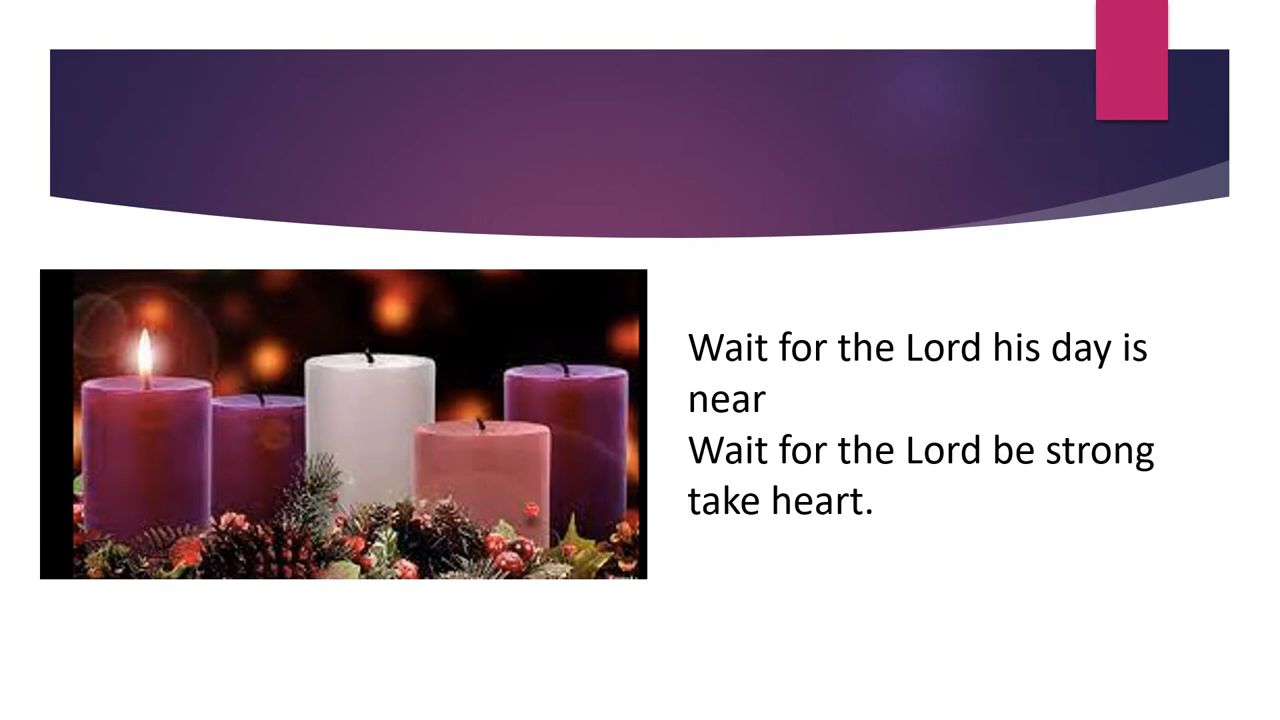 Wait for the Lord his day is
near
Wait for the Lord be strong
take heart.